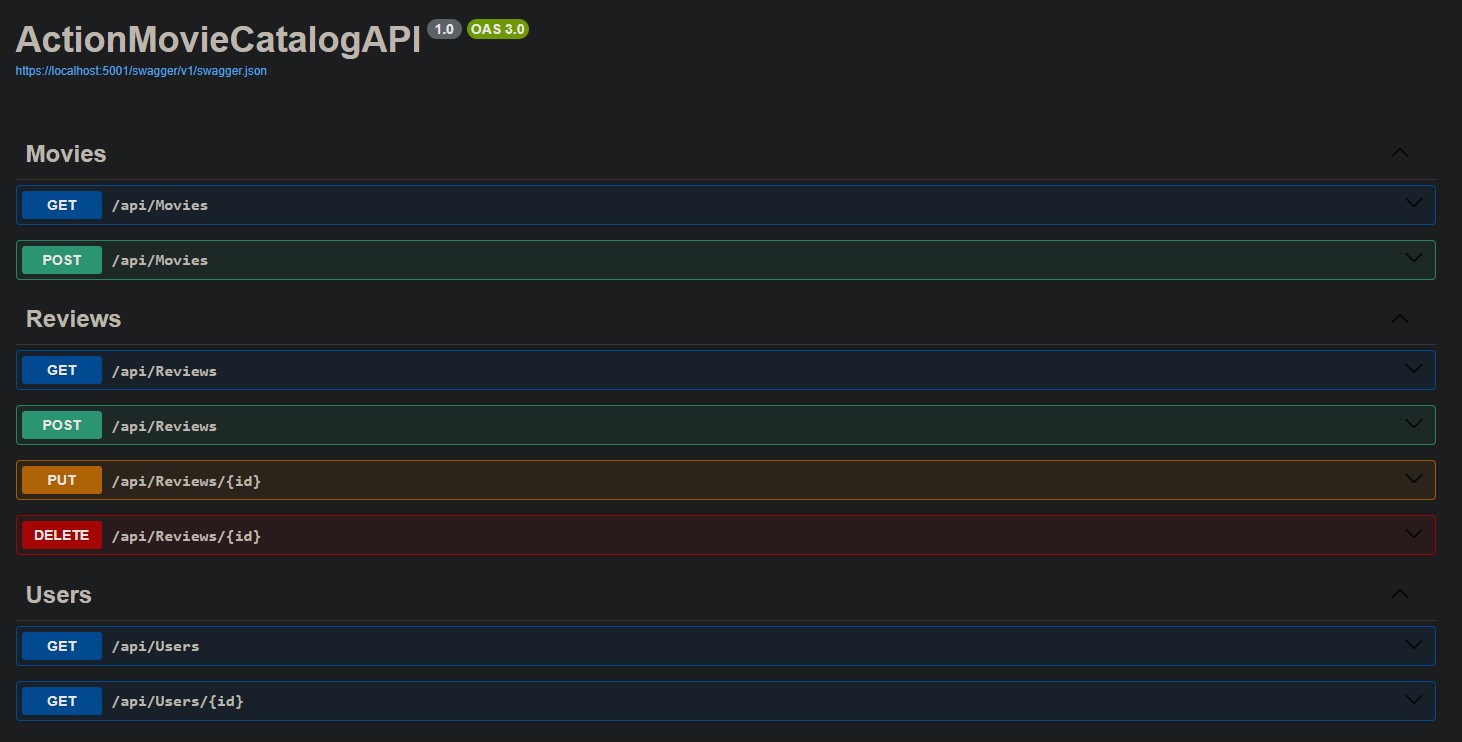 ActionMovieCatalogAPI 1.0 OAS 3.0
https://localhost:5001/swagger/v1/swagger.json
Movies
GET /api/Movies
POST /api/Movies
Reviews
GET /api/Reviews
POST /api/Reviews
PUT /api/Reviews/{id}
DELETE /api/Reviews/{id}
Users
GET /api/Users
GET /api/Users/{id}